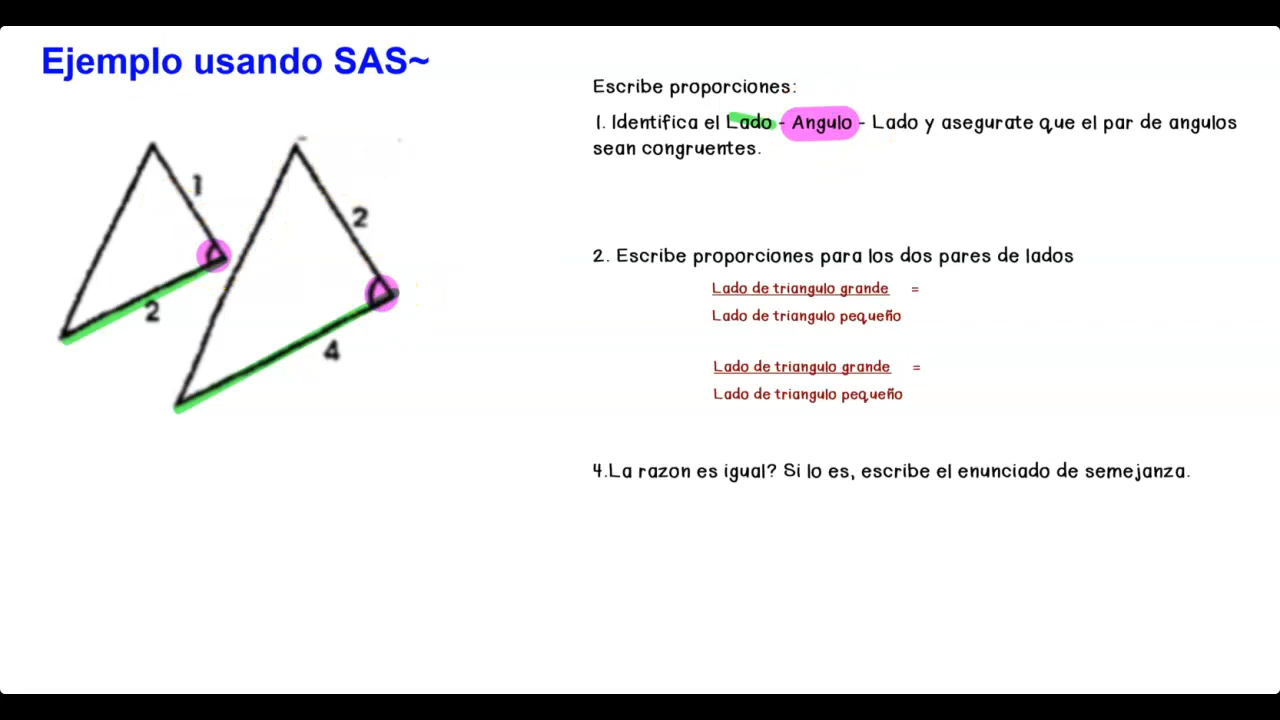 Ejemplo usando SAS~
Escribe proporciones:
1. Identifica el Lado - Angulo - Lado y asegurate que el par de angulos
sean congruentes.
1
2
2
4
2. Escribe proporciones para los dos pares de lados
Lado de triangulo grande =
Lado de triangulo pequeño
Lado de triangulo grande =
Lado de triangulo pequeño
4.La razon es igual? Si lo es, escribe el enunciado de semejanza.